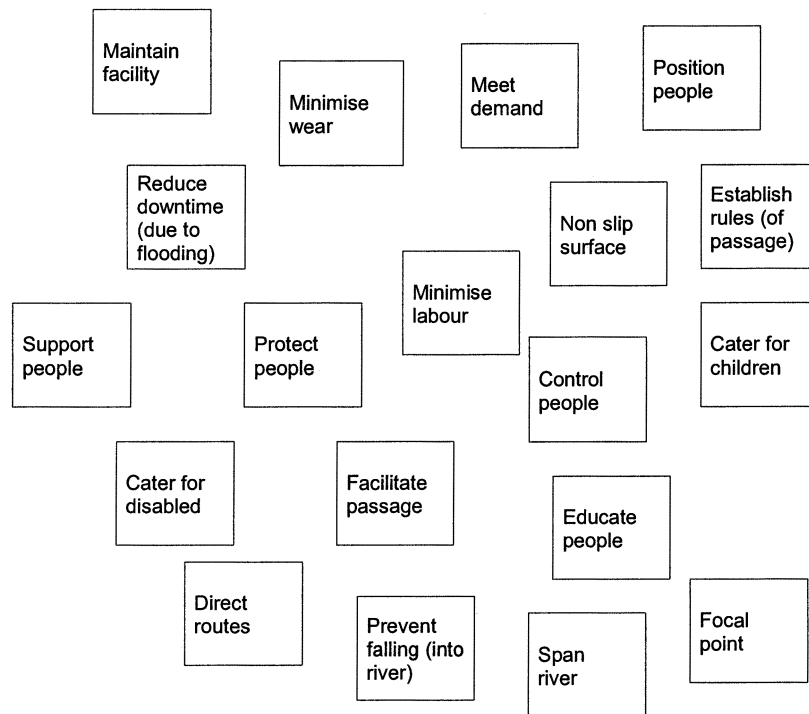 Maintain
facility
Minimise
wear
Meet
demand
Position
people
Reduce
downtime
(due to
flooding)
Non slip
surface
Establish
rules (of
passage)
Minimise
labour
Support
people
Protect
people
Control
people
Cater for
children
Cater for
disabled
Facilitate
passage
Educate
people
Direct
routes
Prevent
falling (into
river)
Span
river
Focal
point